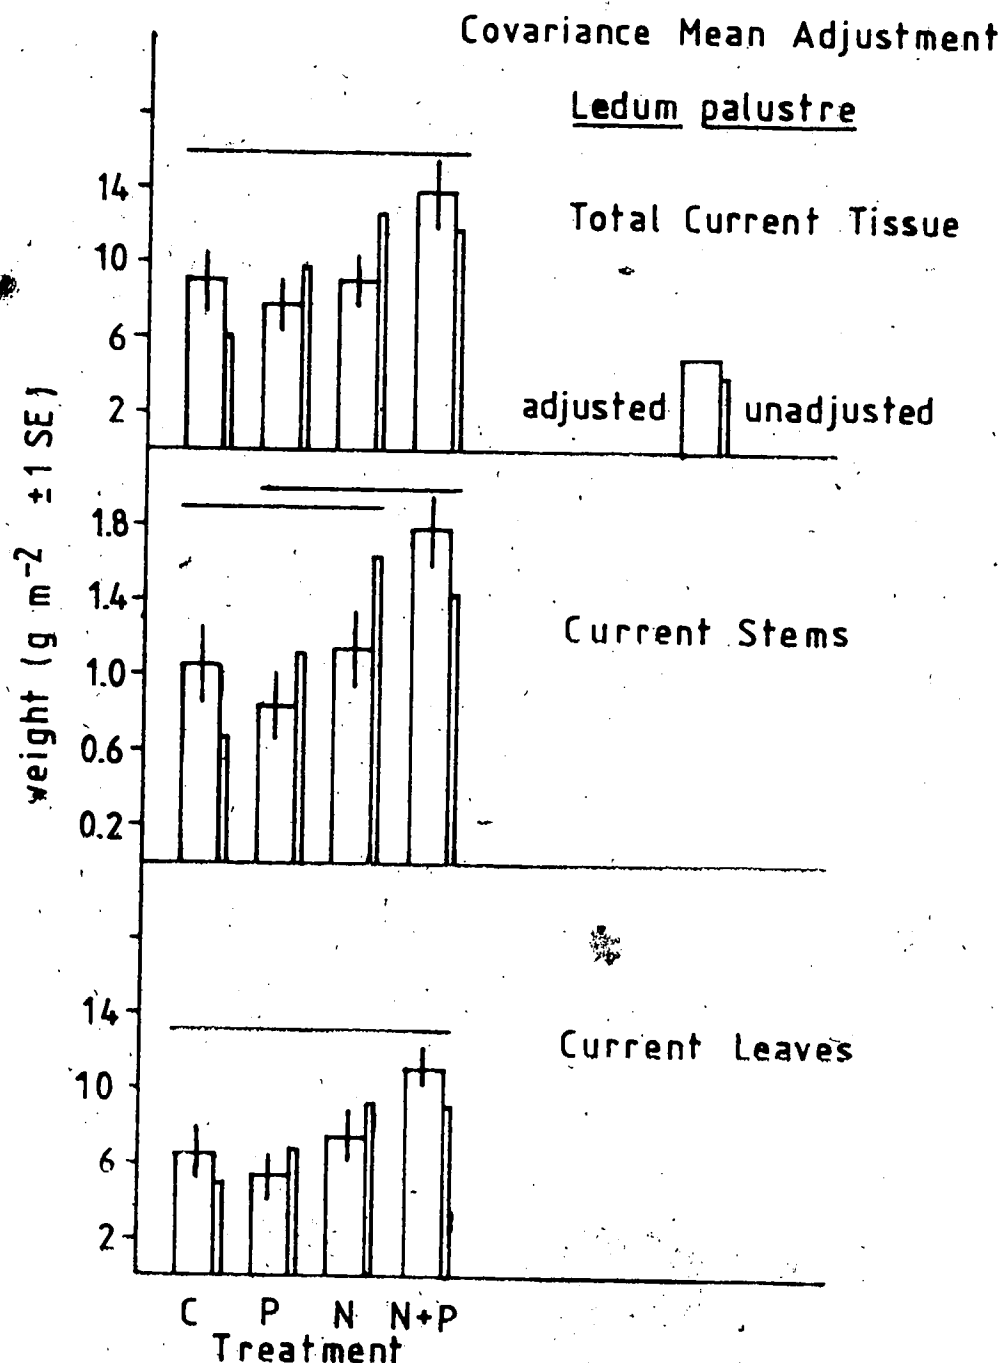 Covariance Mean Adjustment
Ledum palustre
Total Current Tissue
14
10
6
2
adjusted
unadjusted
weight (g m⁻² ±1 SE)
1.8
1.4
1.0
0.6
0.2
Current Stems
14
10
6
2
Current Leaves
C P N N+P
Treatment